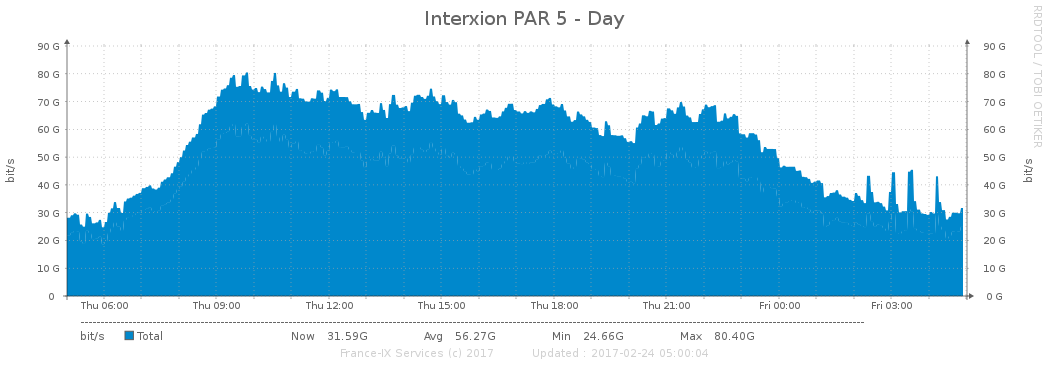 Interxion PAR 5 - Day
RRDTOOL / TOBI OETIKER
bit/s
90 G 90 G
80 G 80 G
70 G 70 G
60 G 60 G
50 G 50 G
40 G 40 G
30 G 30 G
20 G 20 G
10 G 10 G
0 0 G
bit/s
Thu 06:00 Thu 09:00 Thu 12:00 Thu 15:00 Thu 18:00 Thu 21:00 Fri 00:00 Fri 03:00
bit/s Total Now 31.59G Avg 56.27G Min 24.66G Max 80.40G
France-IX Services (c) 2017 Updated : 2017-02-24 05:00:04